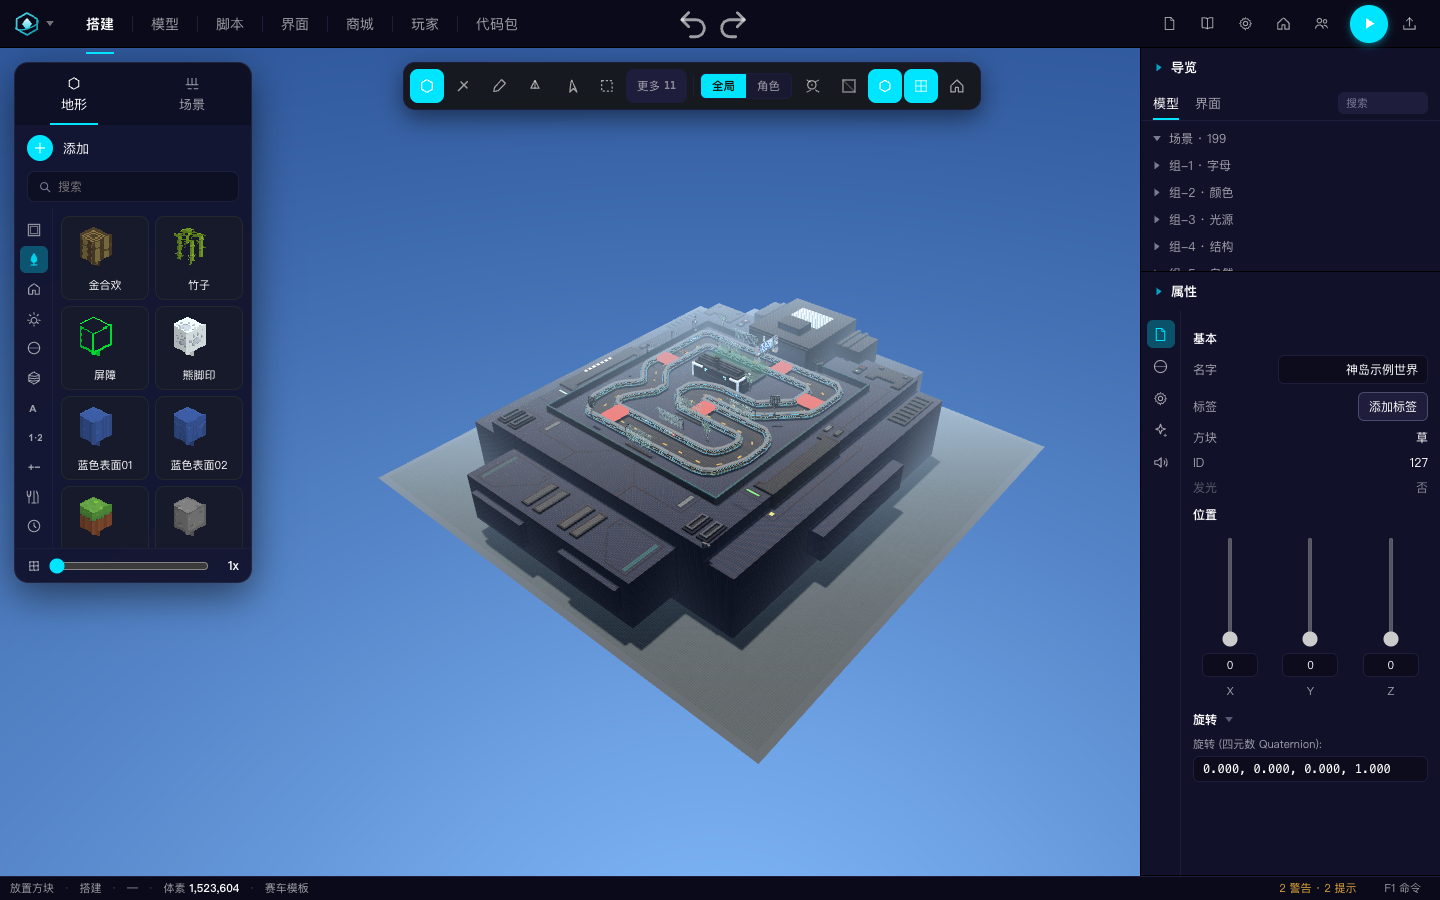 搭建 模型 脚本 界面 商城 玩家 代码包
地形 场景
添加
搜索
金合欢 竹子
屏障 熊脚印
蓝色表面01 蓝色表面02
A
1·2
1x
更多 11 全局 角色
导览
模型 界面 搜索
场景 · 199
组-1 · 字母
组-2 · 颜色
组-3 · 光源
组-4 · 结构
属性
基本
名字 神岛示例世界
标签 添加标签
方块 草
ID 127
发光 否
位置
0 0 0
X Y Z
旋转
旋转 (四元数 Quaternion):
0.000, 0.000, 0.000, 1.000
放置方块 · 搭建 · — · 体素 1,523,604 · 赛车模板
2 警告 · 2 提示 F1 命令